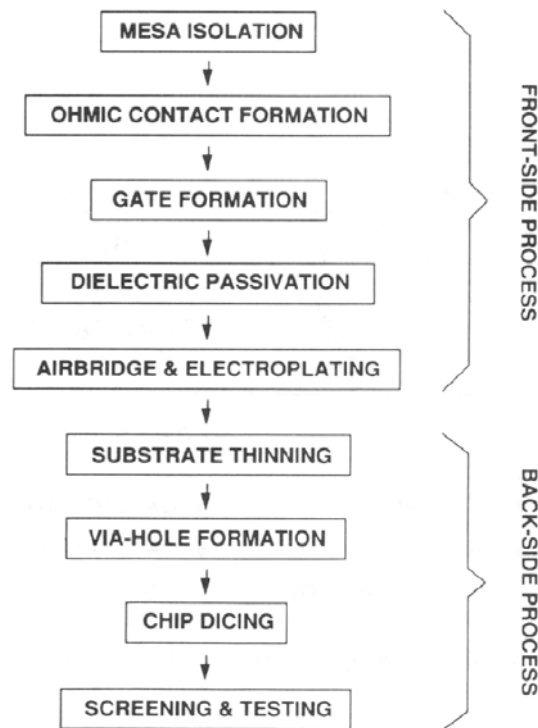 MESA ISOLATION
OHMIC CONTACT FORMATION
GATE FORMATION
DIELECTRIC PASSIVATION
AIRBRIDGE & ELECTROPLATING
FRONT-SIDE PROCESS
SUBSTRATE THINNING
VIA-HOLE FORMATION
CHIP DICING
SCREENING & TESTING
BACK-SIDE PROCESS